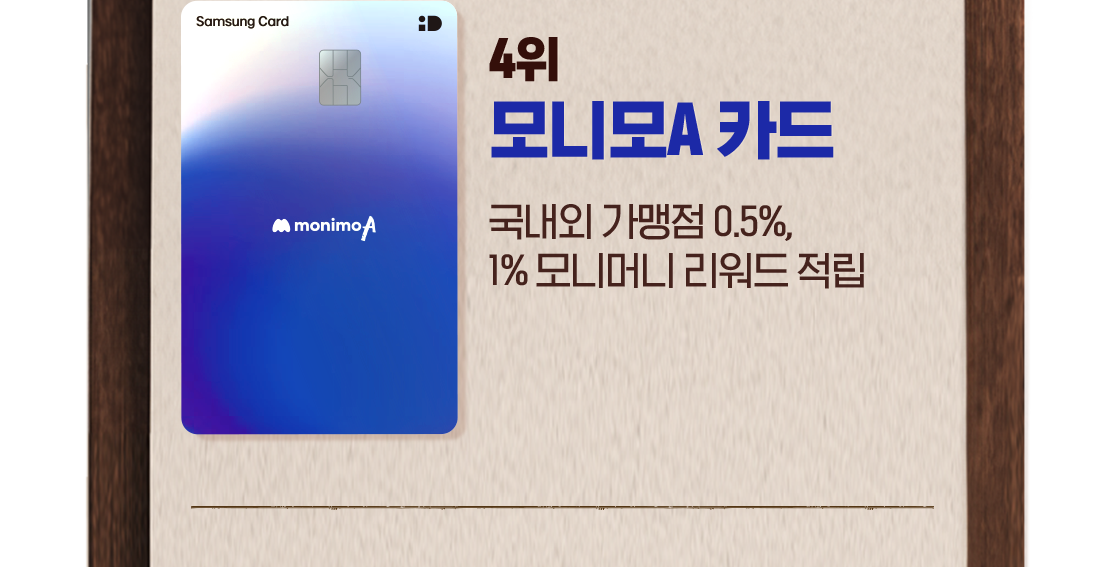 Samsung Card
iD
monimo A
4위
모니모A 카드
국내외 가맹점 0.5%,
1% 모니머니 리워드 적립